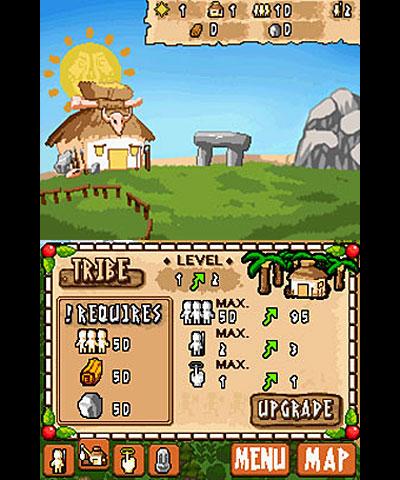 1 1 10 2
0 0
TRIBE
LEVEL
1 2
! REQUIRES
50
50
50
MAX.
50 95
MAX.
2 3
MAX.
1 1
UPGRADE
MENU MAP